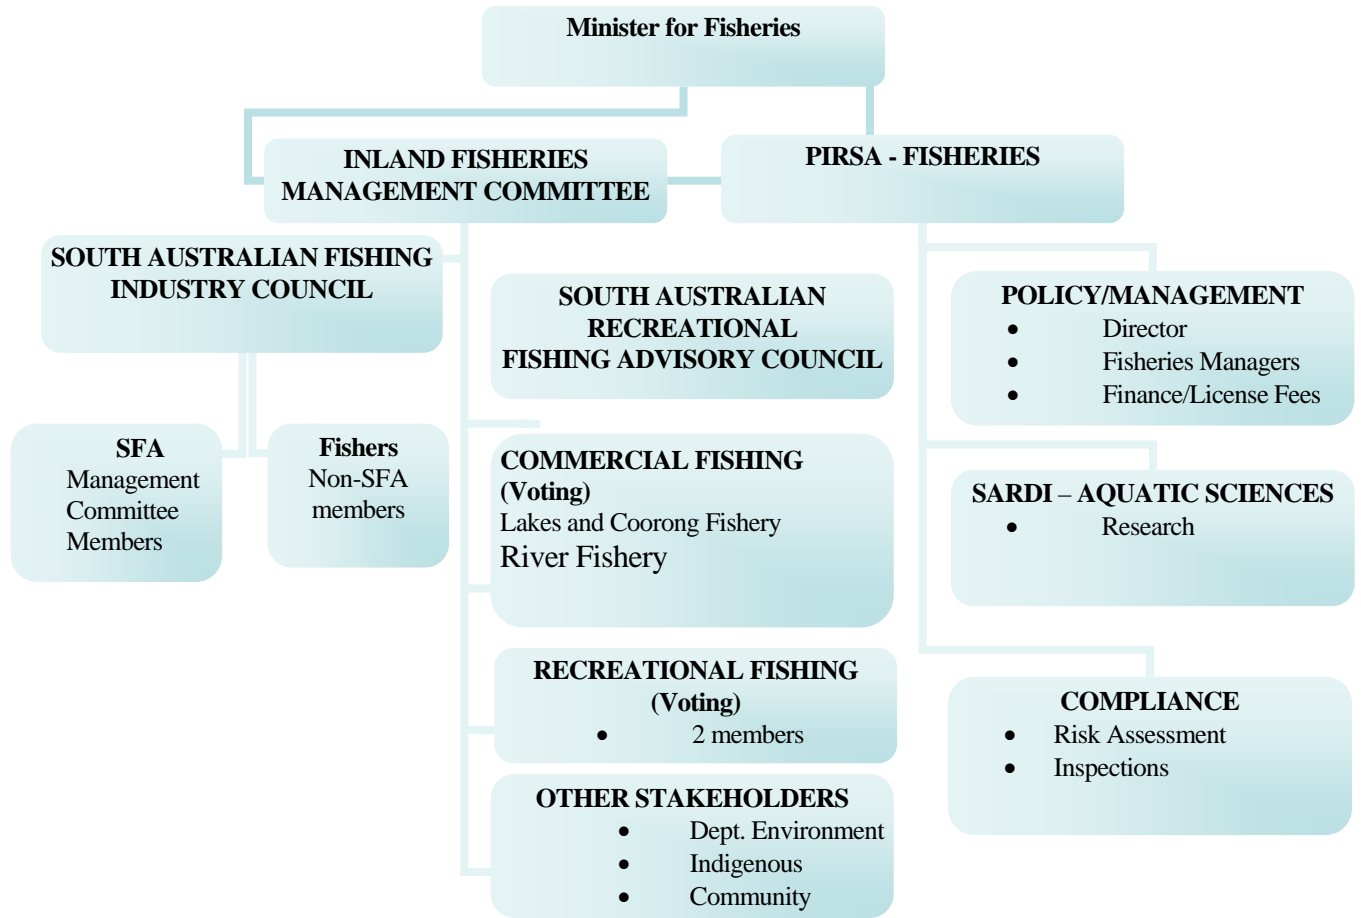 Minister for Fisheries
INLAND FISHERIES
MANAGEMENT COMMITTEE
PIRSA - FISHERIES
SOUTH AUSTRALIAN FISHING
INDUSTRY COUNCIL
SOUTH AUSTRALIAN
RECREATIONAL
FISHING ADVISORY COUNCIL
POLICY/MANAGEMENT
• Director
• Fisheries Managers
• Finance/License Fees
SFA
Management
Committee
Members
Fishers
Non-SFA
members
COMMERCIAL FISHING
(Voting)
Lakes and Coorong Fishery
River Fishery
SARDI – AQUATIC SCIENCES
• Research
RECREATIONAL FISHING
(Voting)
• 2 members
COMPLIANCE
• Risk Assessment
• Inspections
OTHER STAKEHOLDERS
• Dept. Environment
• Indigenous
• Community